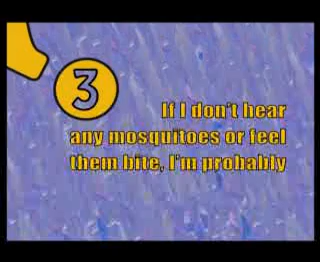 3
If I don't hear
any mosquitoes or feel
them bite, I'm probably